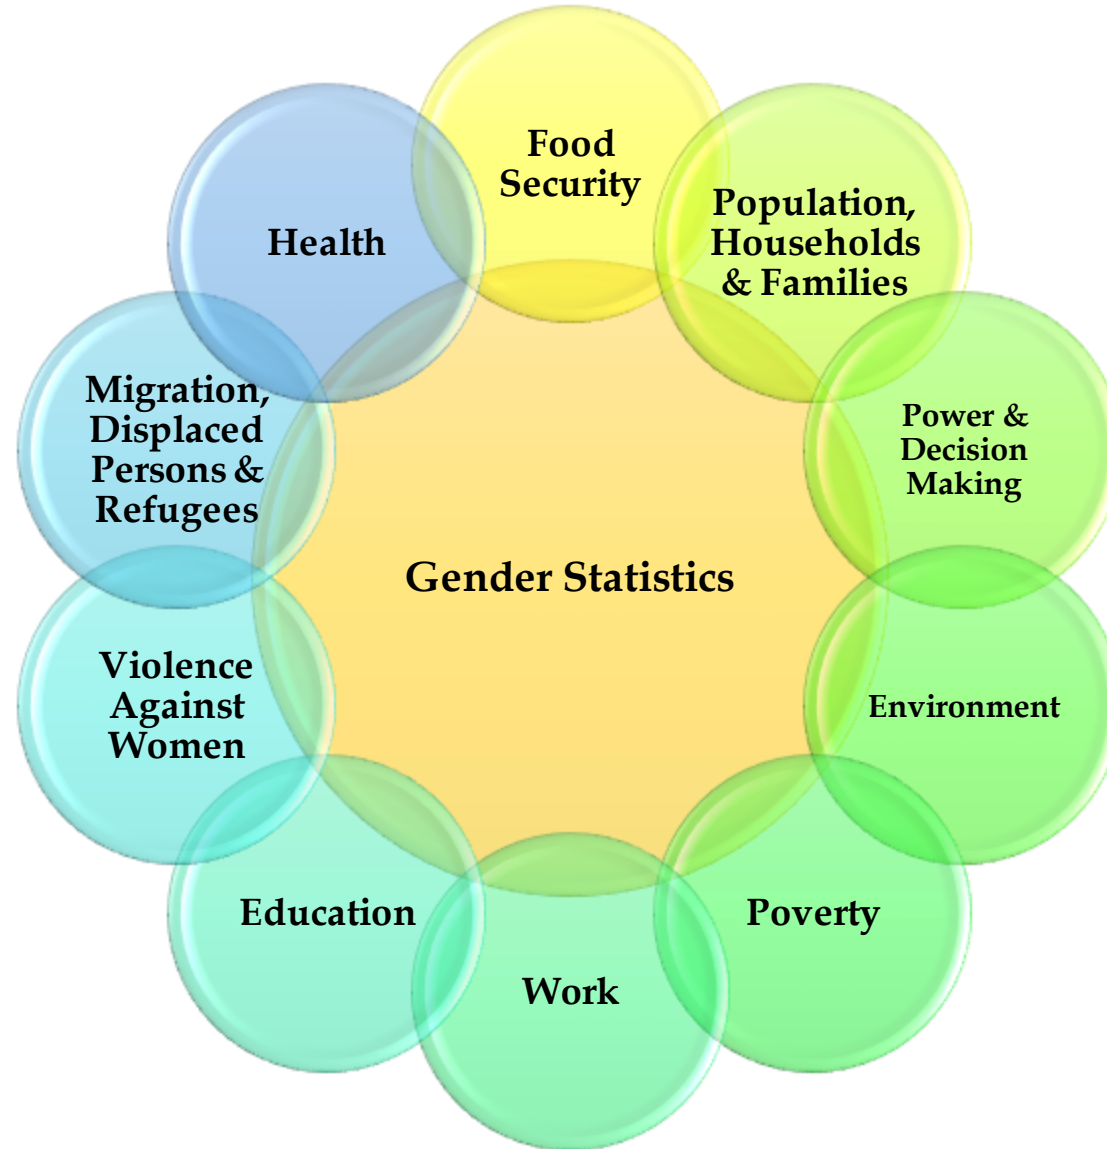 Food
Security
Population,
Households
& Families
Health
Migration,
Displaced
Persons &
Refugees
Power &
Decision
Making
Gender Statistics
Violence
Against
Women
Environment
Education
Poverty
Work